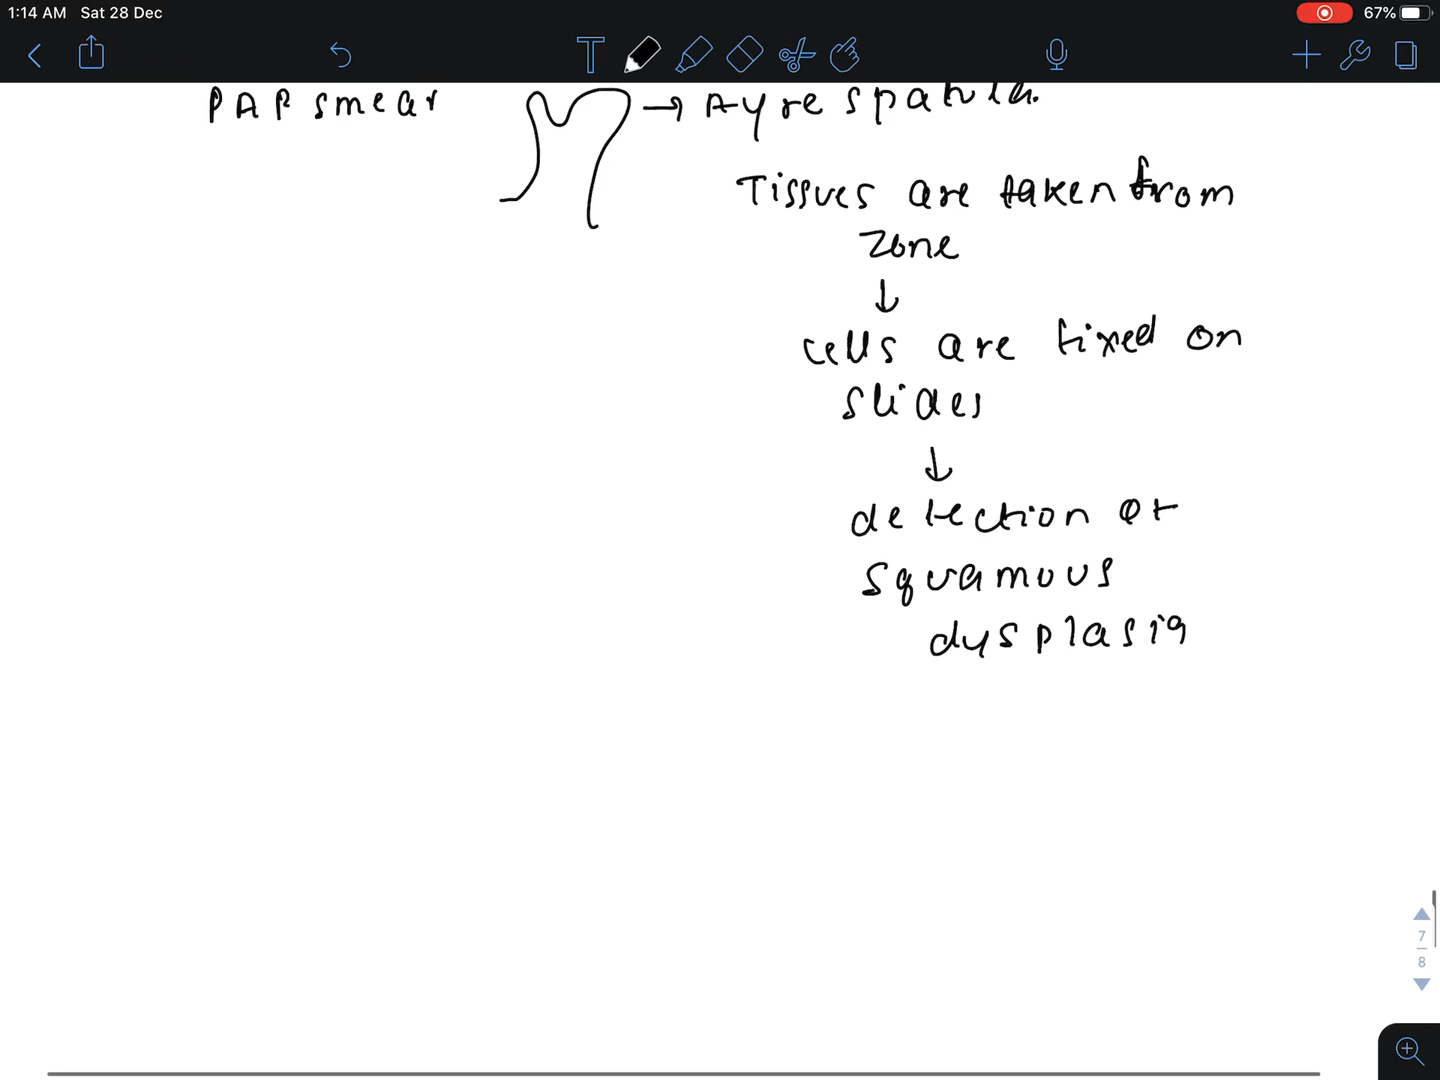 1:14 AM Sat 28 Dec 67%
T
PAP smear → Ayre spatula.
Tissues are taken from
zone
↓
cells are fixed on
slides
↓
detection of
squamous
dysplasia
7
8